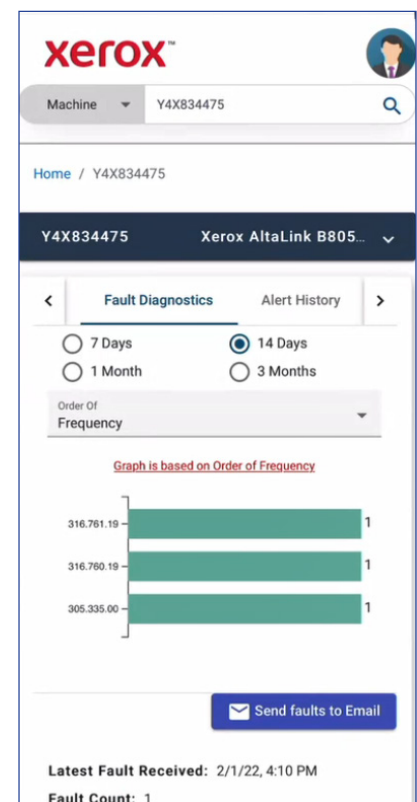 xerox™
Machine Y4X834475
Home / Y4X834475
Y4X834475 Xerox AltaLink B805...
Fault Diagnostics Alert History
7 Days 14 Days
1 Month 3 Months
Order Of
Frequency
Graph is based on Order of Frequency
316.761.19 1
316.760.19 1
305.335.00 1
Send faults to Email
Latest Fault Received: 2/1/22, 4:10 PM
Fault Count: 1